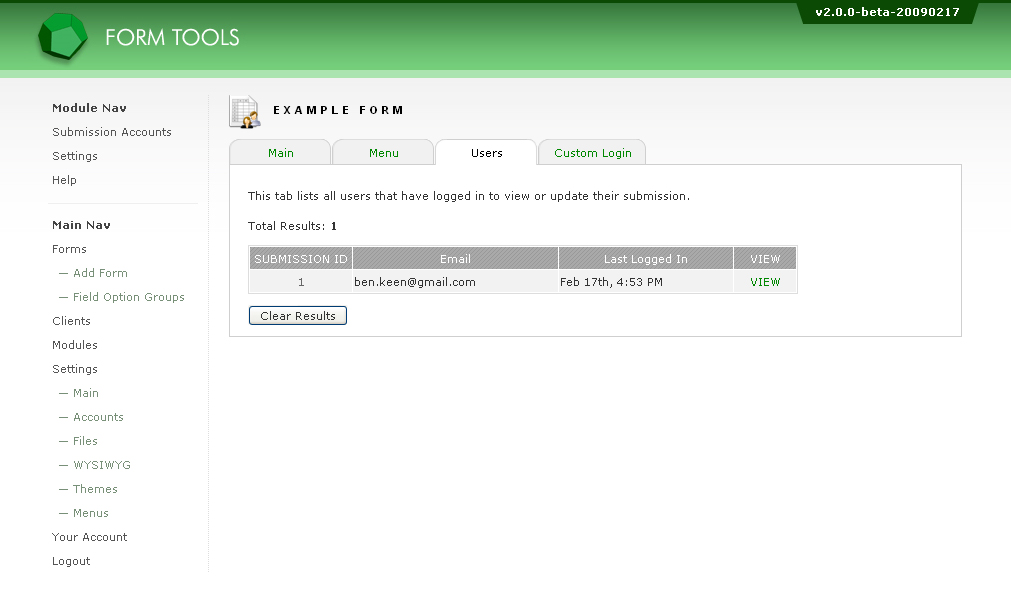 v2.0.0-beta-20090217
FORM TOOLS
Module Nav
Submission Accounts
Settings
Help
Main Nav
Forms
— Add Form
— Field Option Groups
Clients
Modules
Settings
— Main
— Accounts
— Files
— WYSIWYG
— Themes
— Menus
Your Account
Logout
EXAMPLE FORM
Main Menu Users Custom Login
This tab lists all users that have logged in to view or update their submission.
Total Results: 1
SUBMISSION ID Email Last Logged In VIEW
1 ben.keen@gmail.com Feb 17th, 4:53 PM VIEW
Clear Results